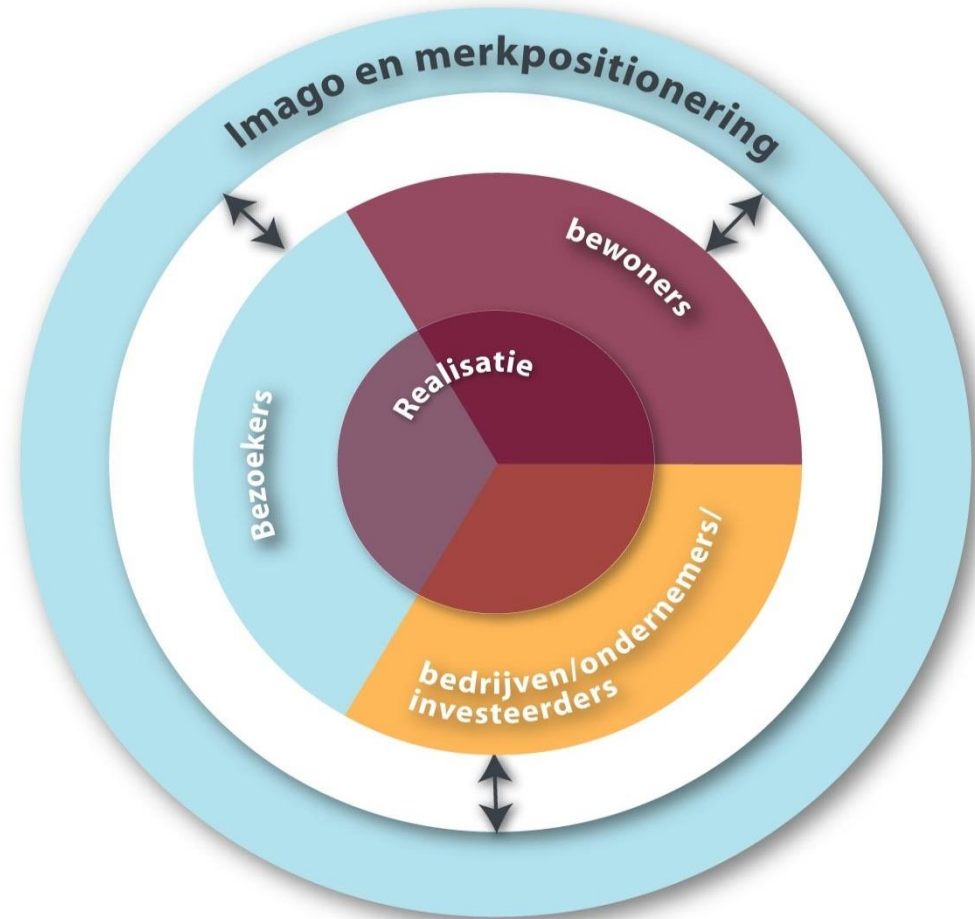 Imago en merkpositionering
bewoners
Realisatie
Bezoekers
bedrijven/ondernemers/
investeerders